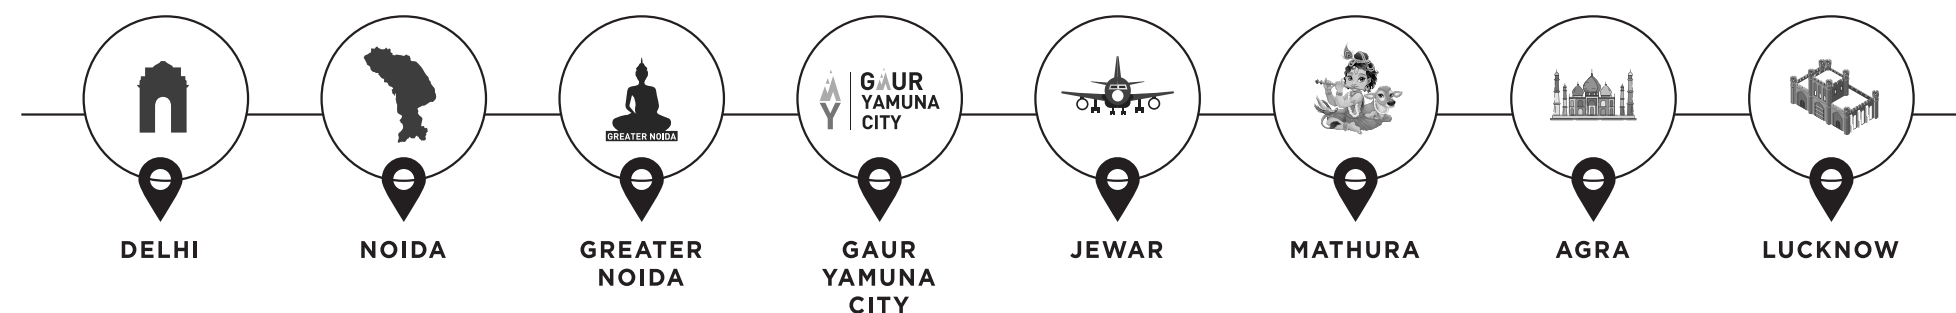 GREATER NOIDA
GAUR
YAMUNA
CITY
DELHI
NOIDA
GREATER
NOIDA
GAUR
YAMUNA
CITY
JEWAR
MATHURA
AGRA
LUCKNOW